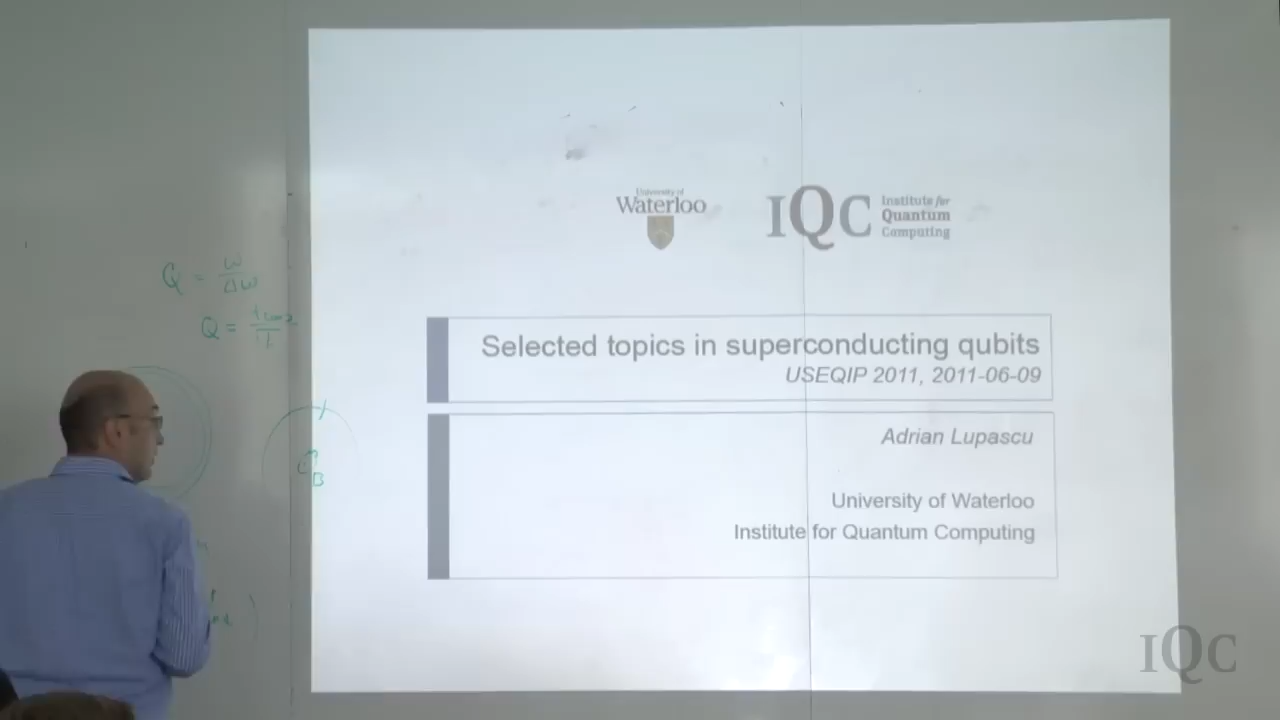 University of
Waterloo
IQC Institute for
Quantum
Computing
Q = ω/Δω
Q =
Selected topics in superconducting qubits
USEQIP 2011, 2011-06-09
Adrian Lupascu
B
University of Waterloo
Institute for Quantum Computing
IQC